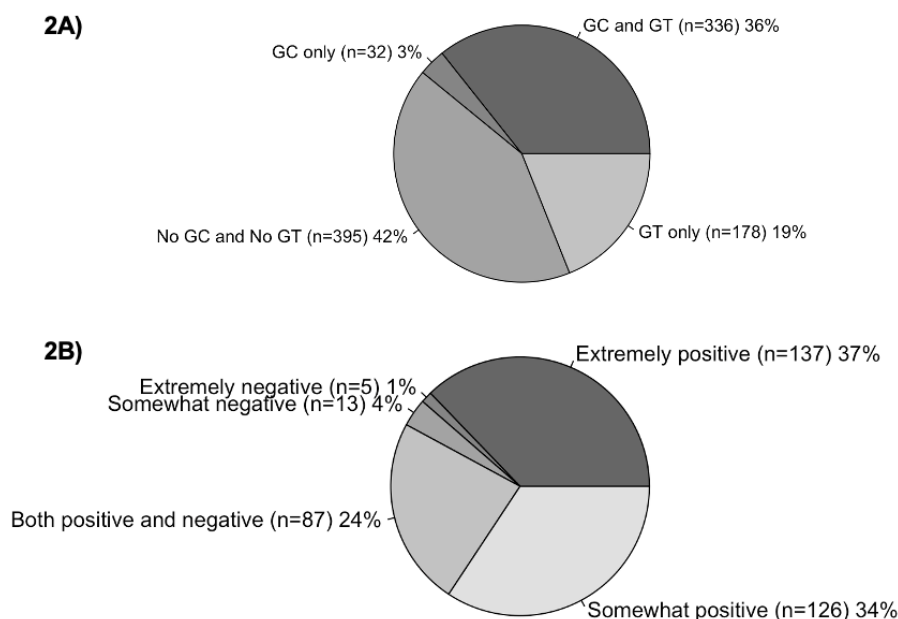 2A)
GC and GT (n=336) 36%
GC only (n=32) 3%
No GC and No GT (n=395) 42%
GT only (n=178) 19%
2B)
Extremely positive (n=137) 37%
Extremely negative (n=5) 1%
Somewhat negative (n=13) 4%
Both positive and negative (n=87) 24%
Somewhat positive (n=126) 34%